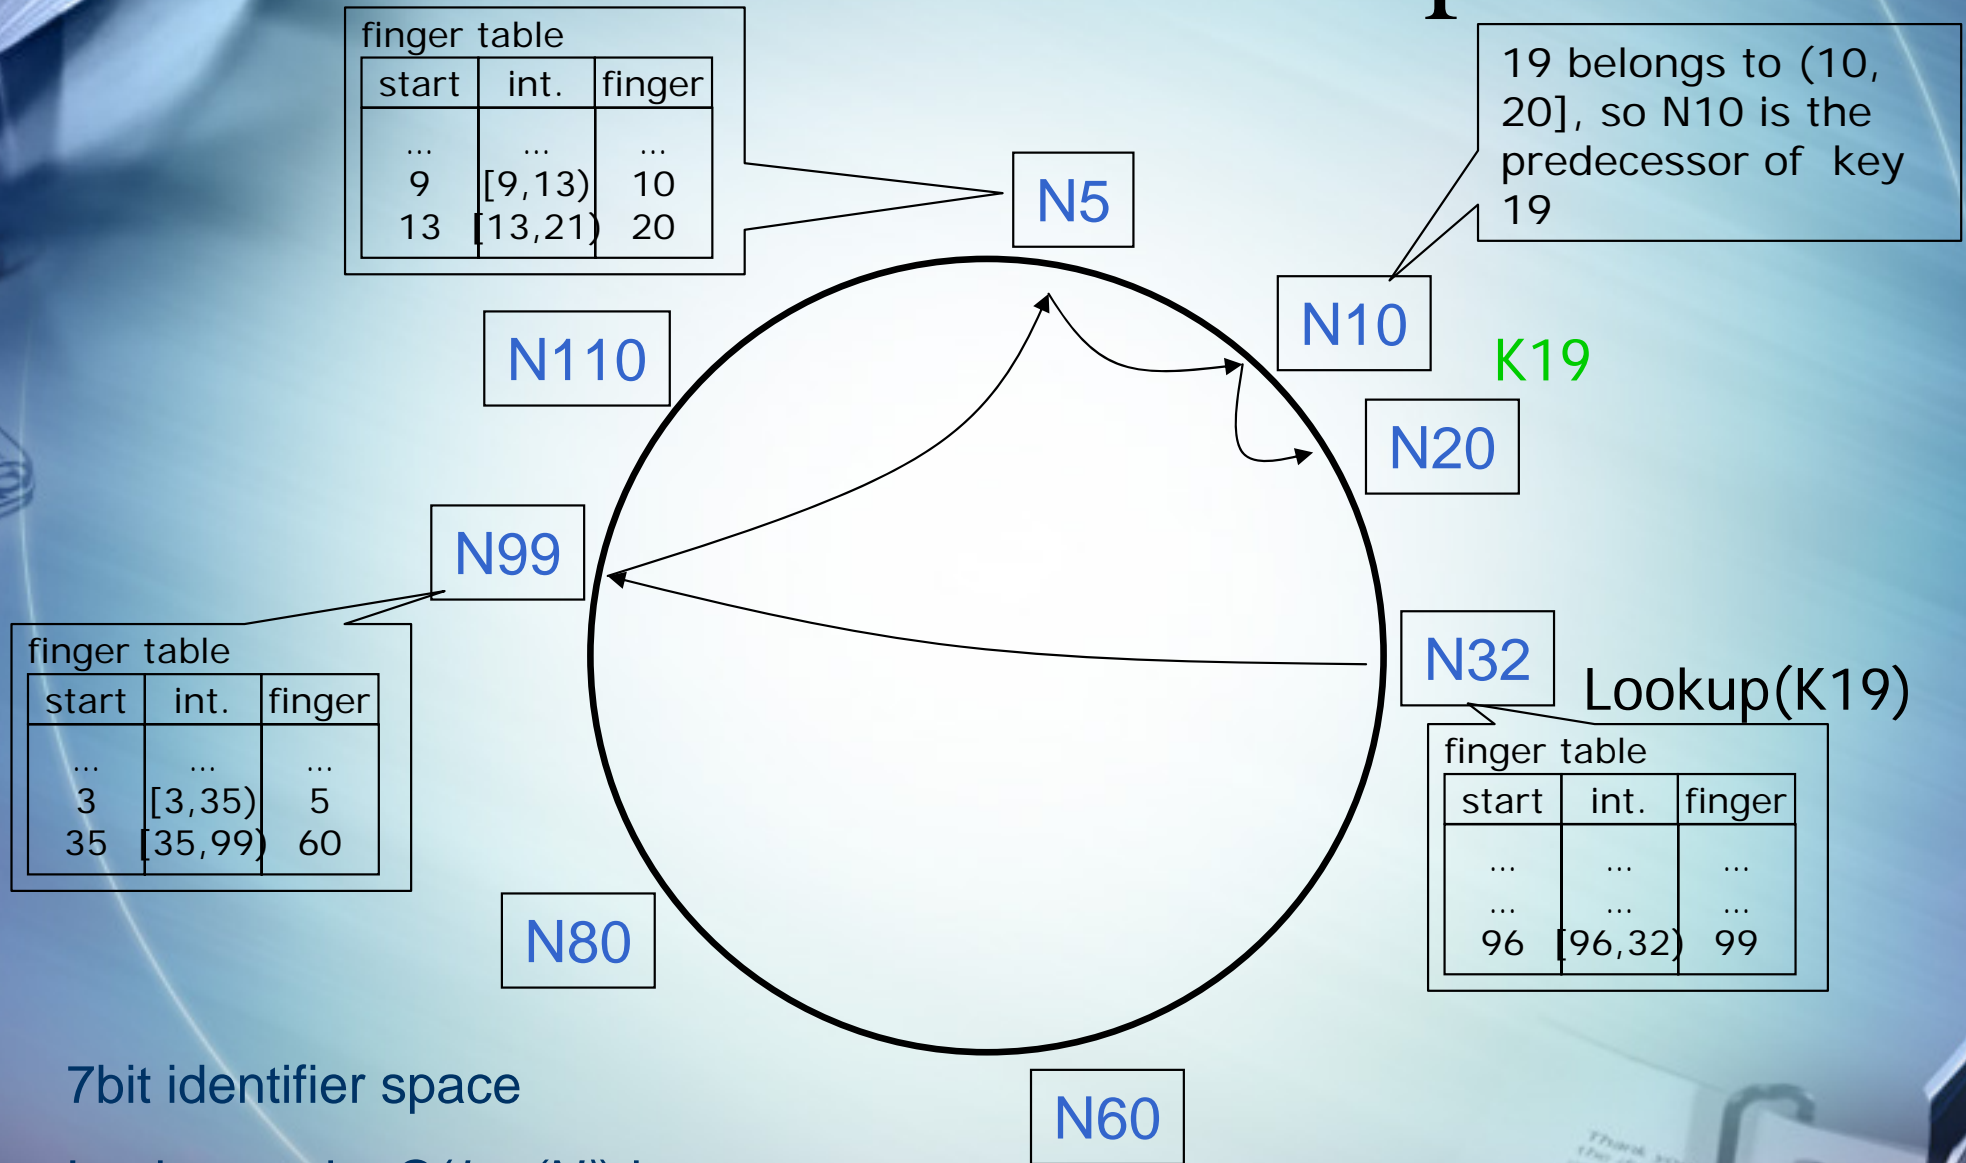 finger table
start int. finger
... ... ...
9 [9,13) 10
13 [13,21) 20
19 belongs to (10,
20], so N10 is the
predecessor of key
19
N5
N10
N110
K19
N20
N99
N32
Lookup(K19)
finger table
start int. finger
... ... ...
3 [3,35) 5
35 [35,99) 60
finger table
start int. finger
... ... ...
... ... ...
96 [96,32) 99
N80
7bit identifier space
N60